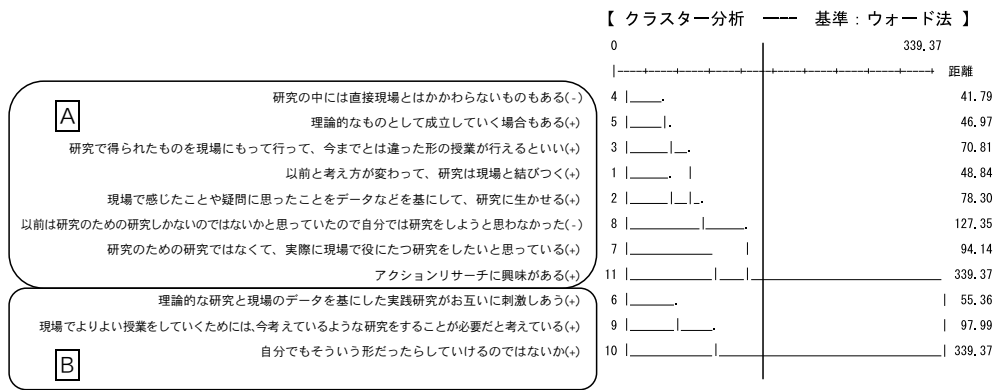 【 クラスター分析 ---- 基準：ウォード法 】
0 339.37
距離
A
研究の中には直接現場とはかかわらないものもある(-) 4 41.79
理論的なものとして成立していく場合もある(+) 5 46.97
研究で得られたものを現場にもって行って、今までとは違った形の授業が行えるといい(+) 3 70.81
以前と考え方が変わって、研究は現場と結びつく(+) 1 48.84
現場で感じたことや疑問に思ったことをデータなどを基にして、研究に生かせる(+) 2 78.30
以前は研究のための研究しかないのではないかと思っていたので自分では研究をしようと思わなかった(-) 8 127.35
研究のための研究ではなくて、実際に現場で役にたつ研究をしたいと思っている(+) 7 94.14
アクションリサーチに興味がある(+) 11 339.37
理論的な研究と現場のデータを基にした実践研究がお互いに刺激しあう(+) 6 55.36
現場でよりよい授業をしていくためには、今考えているような研究をすることが必要だと考えている(+) 9 97.99
自分でもそういう形だったらしていけるのではないか(+) 10 339.37
B